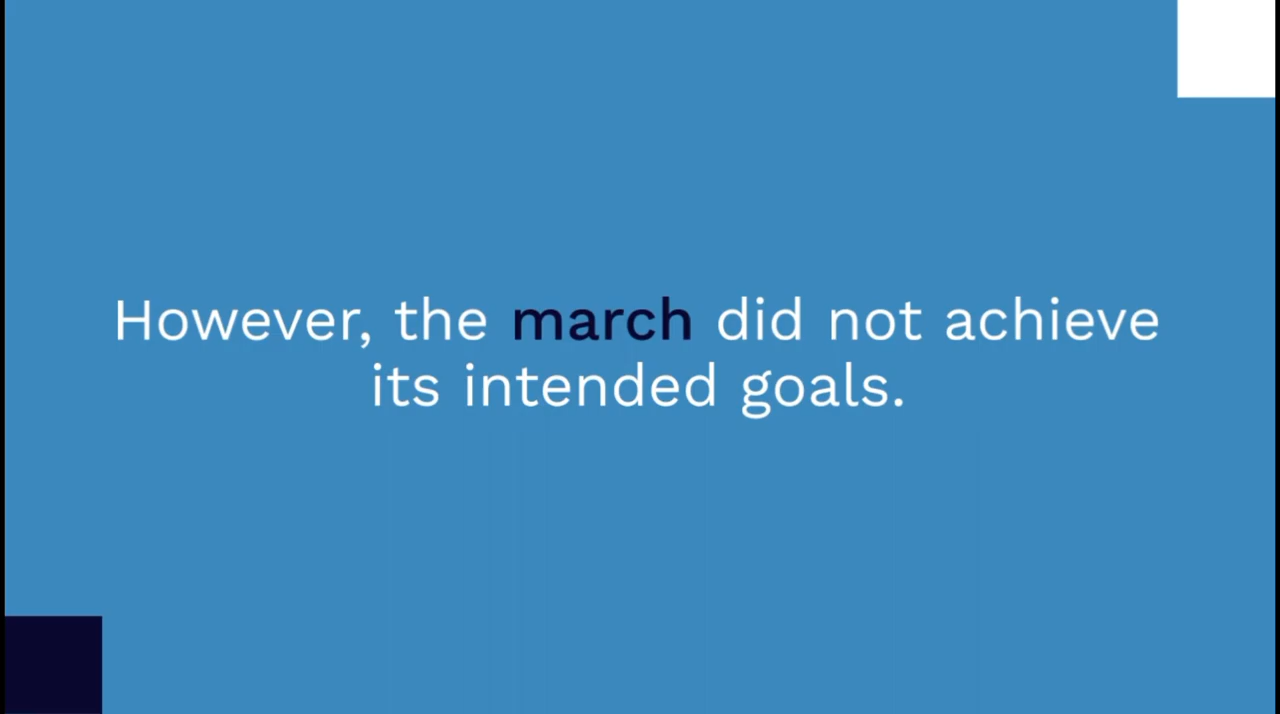 However, the march did not achieve
its intended goals.